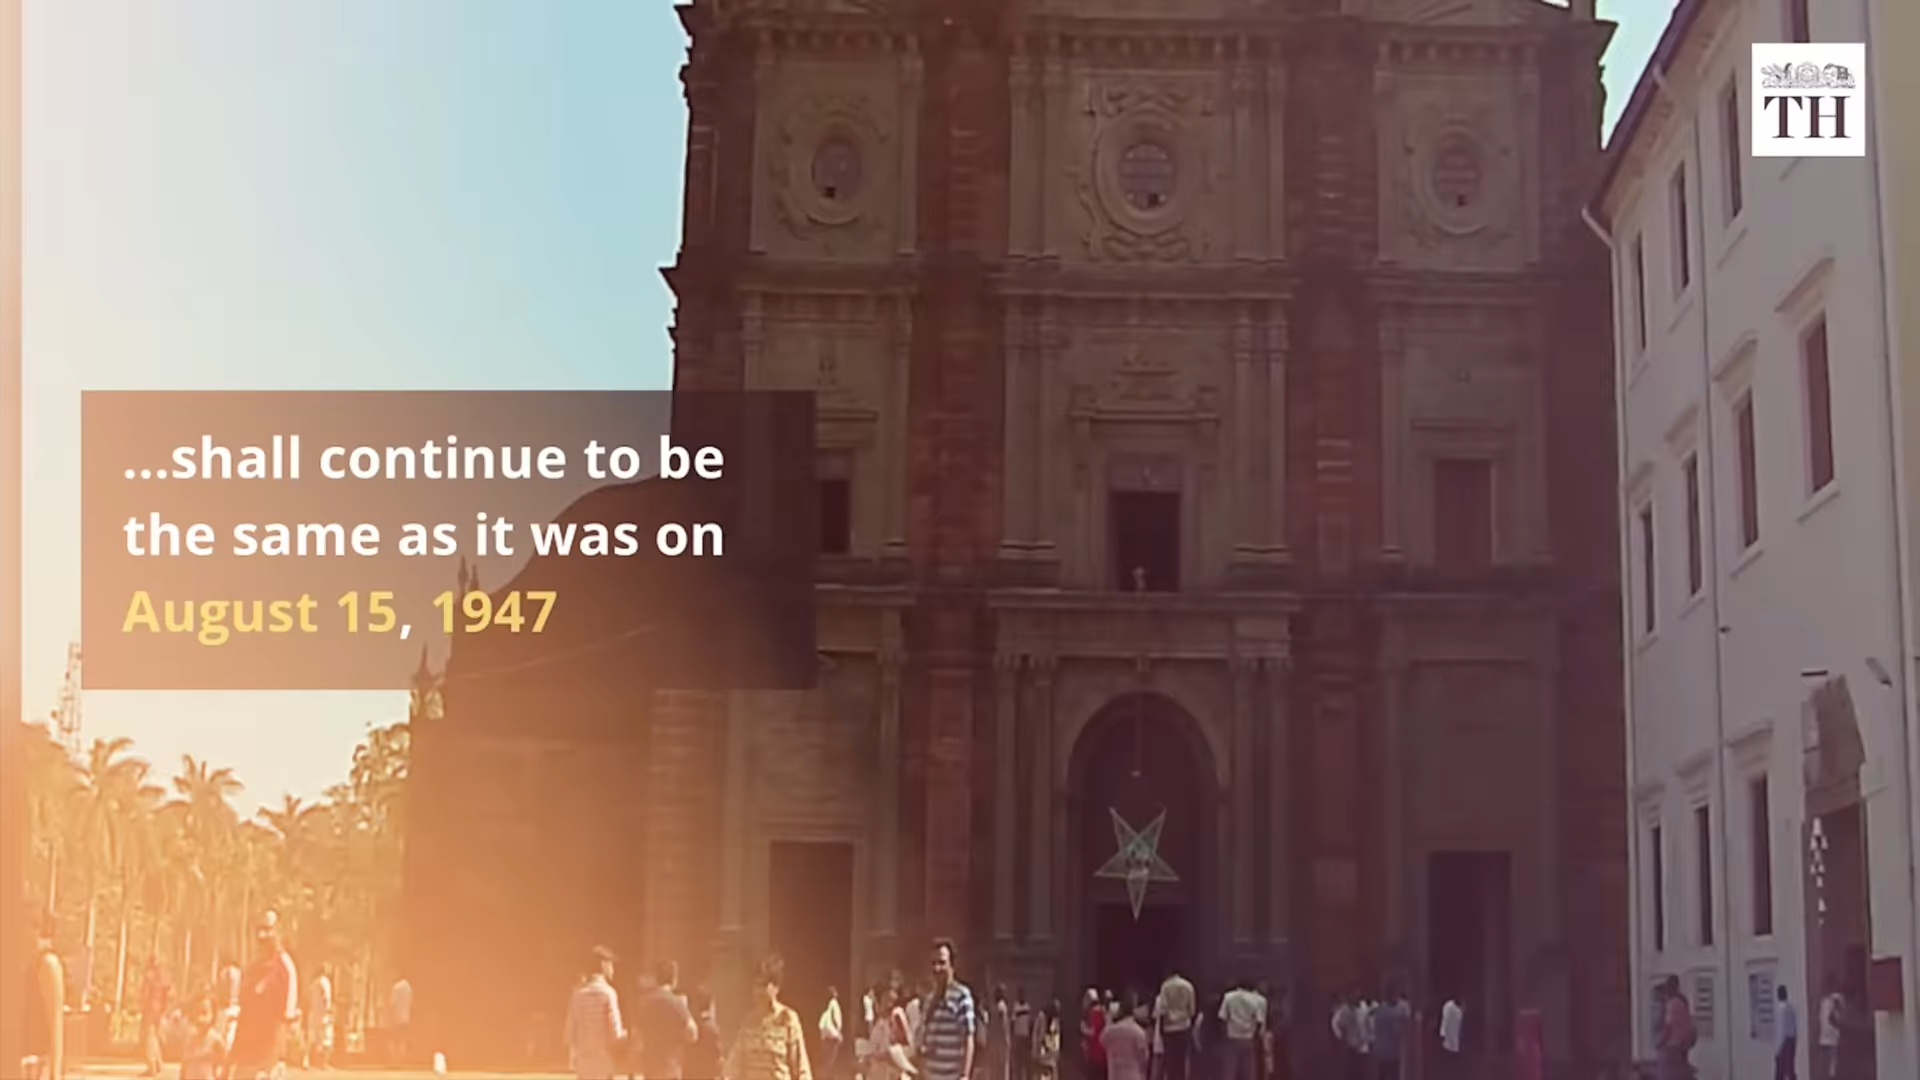 TH
...shall continue to be
the same as it was on
August 15, 1947